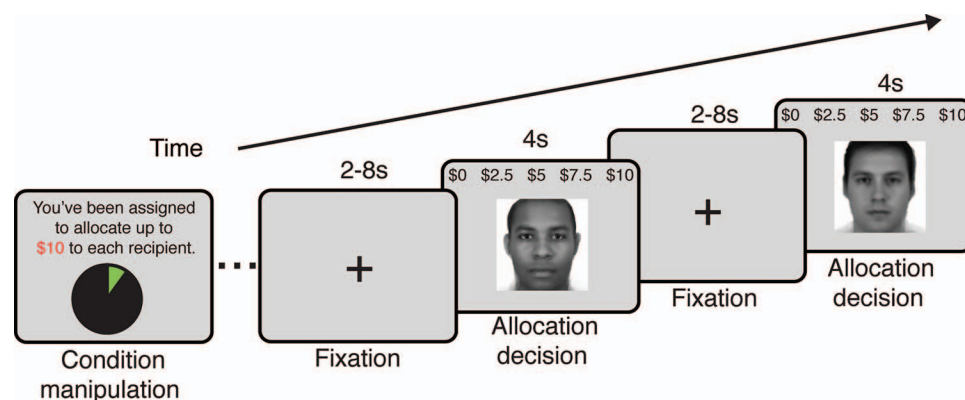 Time
You've been assigned
to allocate up to
$10 to each recipient.
Condition
manipulation
2-8s
+
Fixation
4s
$0 $2.5 $5 $7.5 $10
Allocation
decision
2-8s
+
Fixation
4s
$0 $2.5 $5 $7.5 $10
Allocation
decision